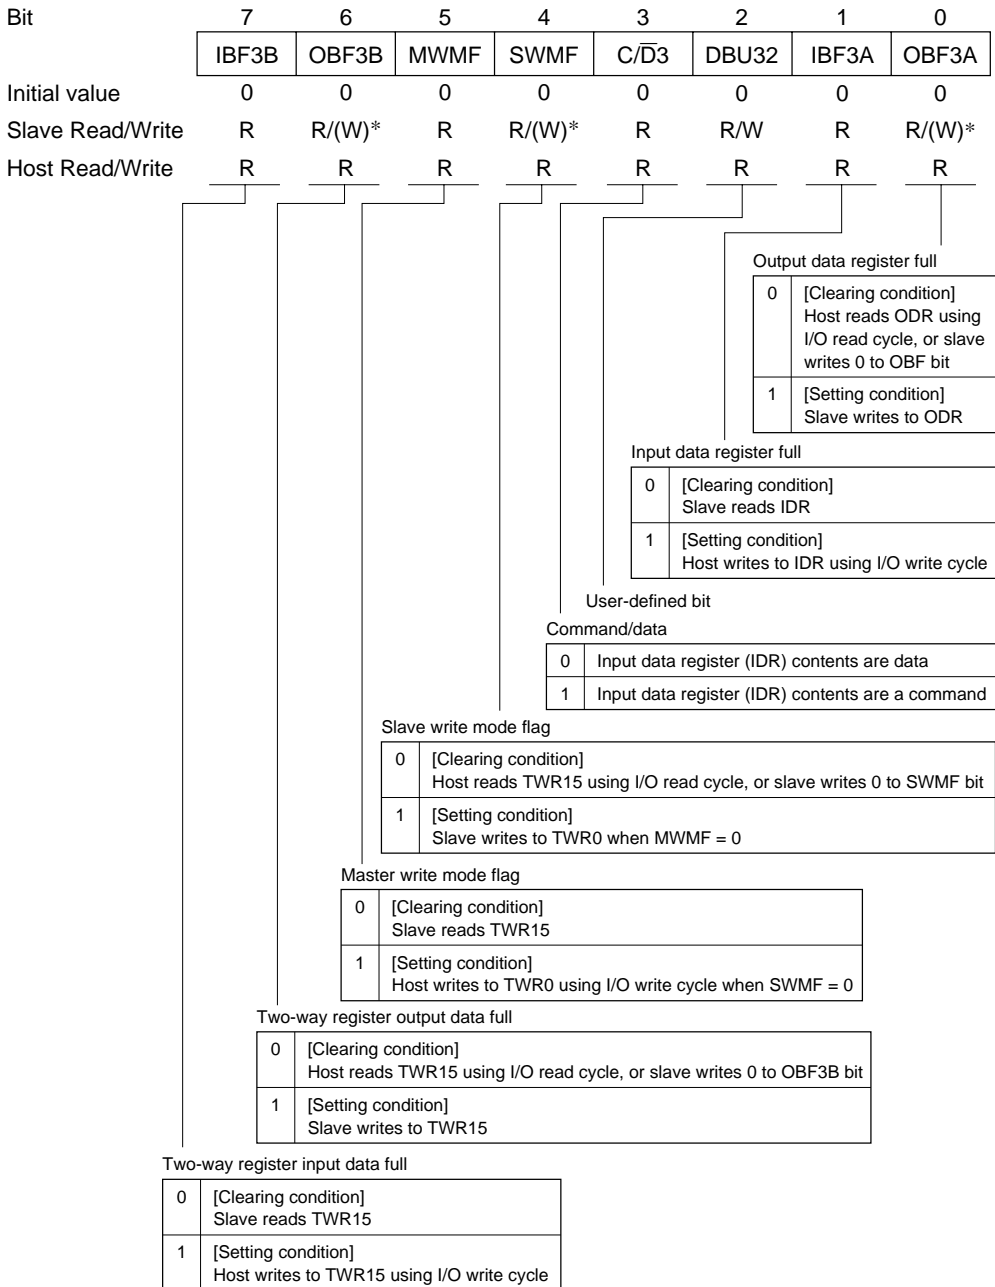 Bit 7 6 5 4 3 2 1 0
IBF3B OBF3B MWMF SWMF C/D̅3 DBU32 IBF3A OBF3A
Initial value 0 0 0 0 0 0 0 0
Slave Read/Write R R/(W)* R R/(W)* R R/W R R/(W)*
Host Read/Write R R R R R R R R
Output data register full
0 [Clearing condition]
Host reads ODR using
I/O read cycle, or slave
writes 0 to OBF bit
1 [Setting condition]
Slave writes to ODR
Input data register full
0 [Clearing condition]
Slave reads IDR
1 [Setting condition]
Host writes to IDR using I/O write cycle
User-defined bit
Command/data
0 Input data register (IDR) contents are data
1 Input data register (IDR) contents are a command
Slave write mode flag
0 [Clearing condition]
Host reads TWR15 using I/O read cycle, or slave writes 0 to SWMF bit
1 [Setting condition]
Slave writes to TWR0 when MWMF = 0
Master write mode flag
0 [Clearing condition]
Slave reads TWR15
1 [Setting condition]
Host writes to TWR0 using I/O write cycle when SWMF = 0
Two-way register output data full
0 [Clearing condition]
Host reads TWR15 using I/O read cycle, or slave writes 0 to OBF3B bit
1 [Setting condition]
Slave writes to TWR15
Two-way register input data full
0 [Clearing condition]
Slave reads TWR15
1 [Setting condition]
Host writes to TWR15 using I/O write cycle